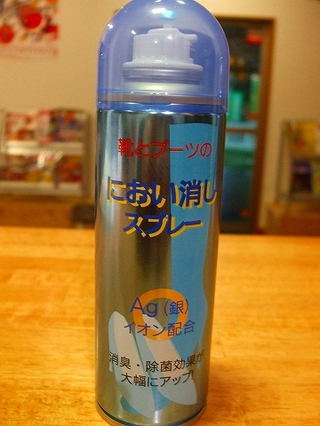 靴とブーツの
におい消し
スプレー
Ag (銀)
イオン配合
消臭・除菌効果が
大幅にアップ!